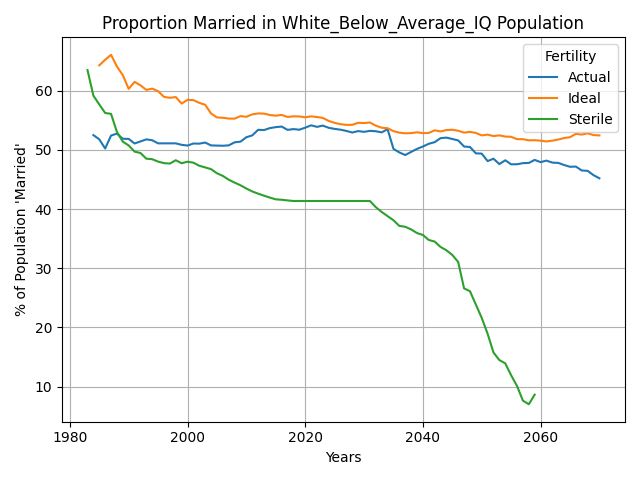 Proportion Married in White_Below_Average_IQ Population
% of Population 'Married'
60
50
40
30
20
10
Fertility
Actual
Ideal
Sterile
1980
2000
2020
2040
2060
Years